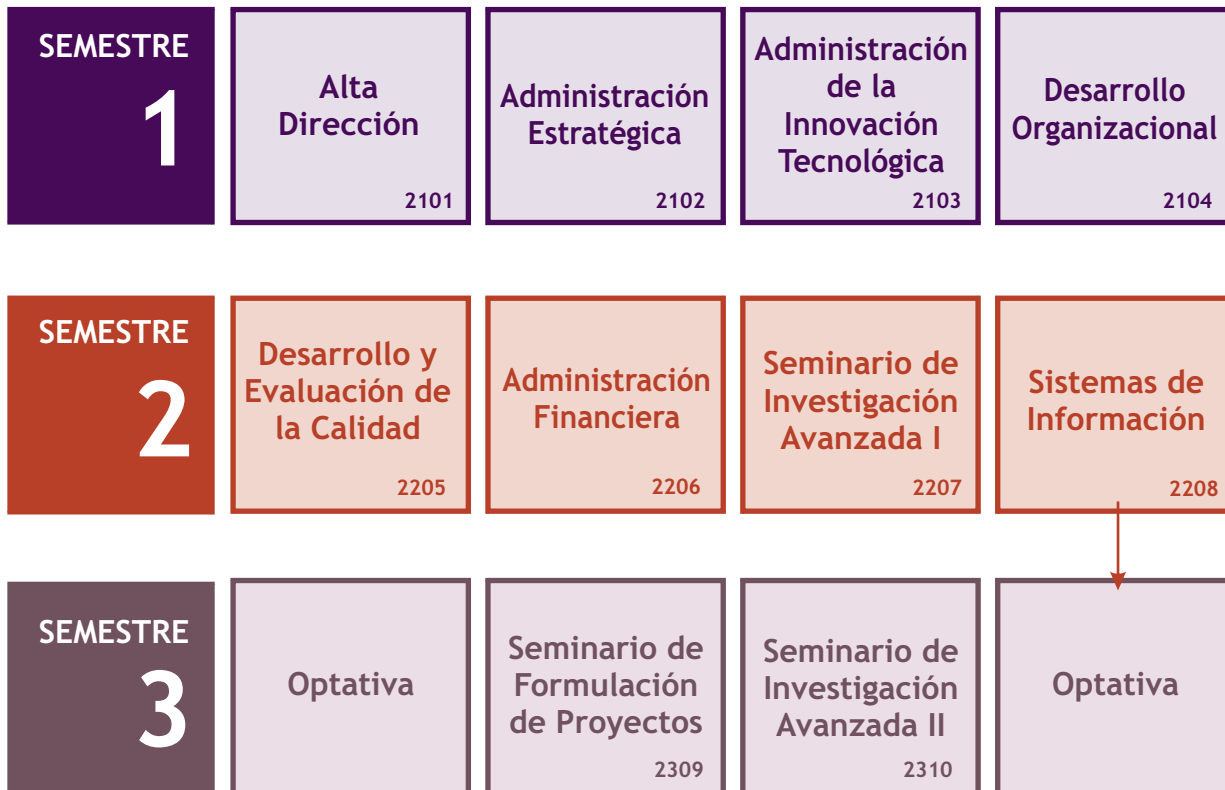 SEMESTRE
1
Alta
Dirección
2101
Administración
Estratégica
2102
Administración
de la
Innovación
Tecnológica
2103
Desarrollo
Organizacional
2104
SEMESTRE
2
Desarrollo y
Evaluación de
la Calidad
2205
Administración
Financiera
2206
Seminario de
Investigación
Avanzada I
2207
Sistemas de
Información
2208
SEMESTRE
3
Optativa
Seminario de
Formulación
de Proyectos
2309
Seminario de
Investigación
Avanzada II
2310
Optativa